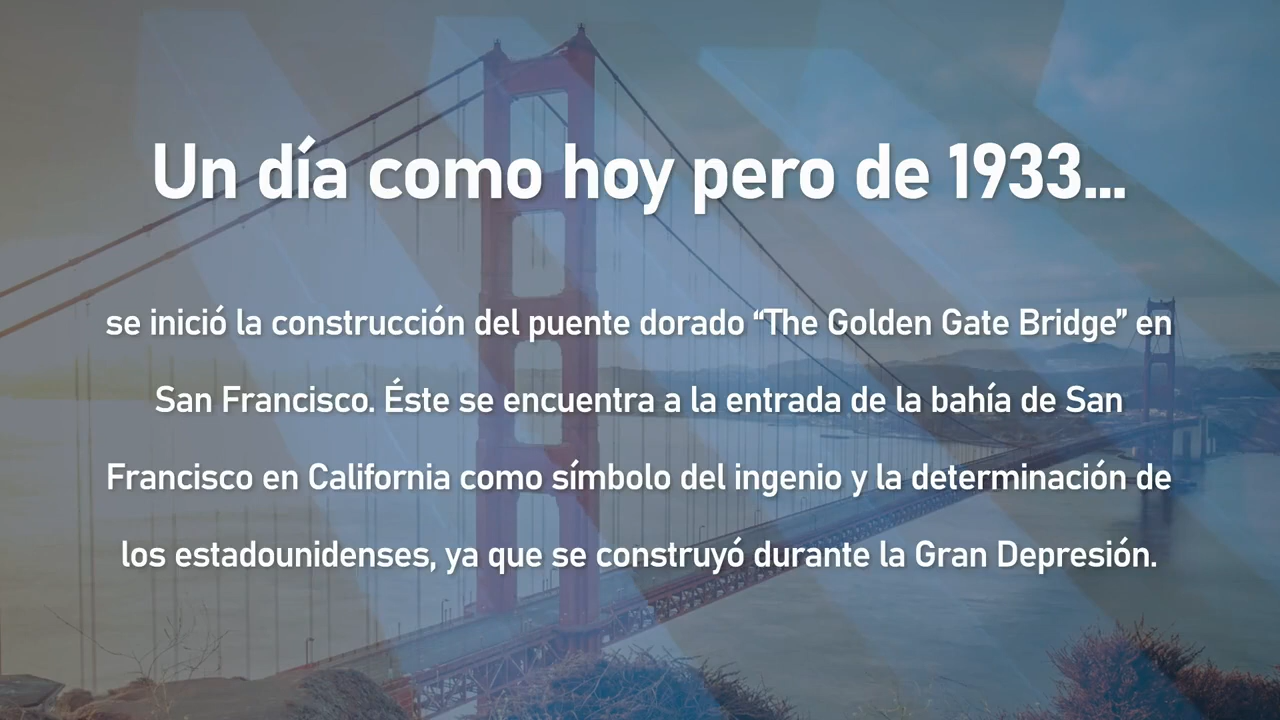 Un día como hoy pero de 1933...
se inició la construcción del puente dorado “The Golden Gate Bridge” en
San Francisco. Éste se encuentra a la entrada de la bahía de San
Francisco en California como símbolo del ingenio y la determinación de
los estadounidenses, ya que se construyó durante la Gran Depresión.